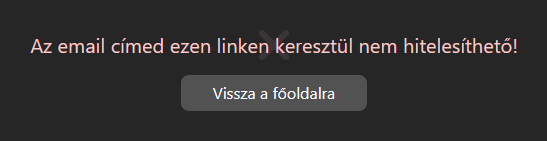 Az email címed ezen linken keresztül nem hitelesíthető!
Vissza a főoldalra